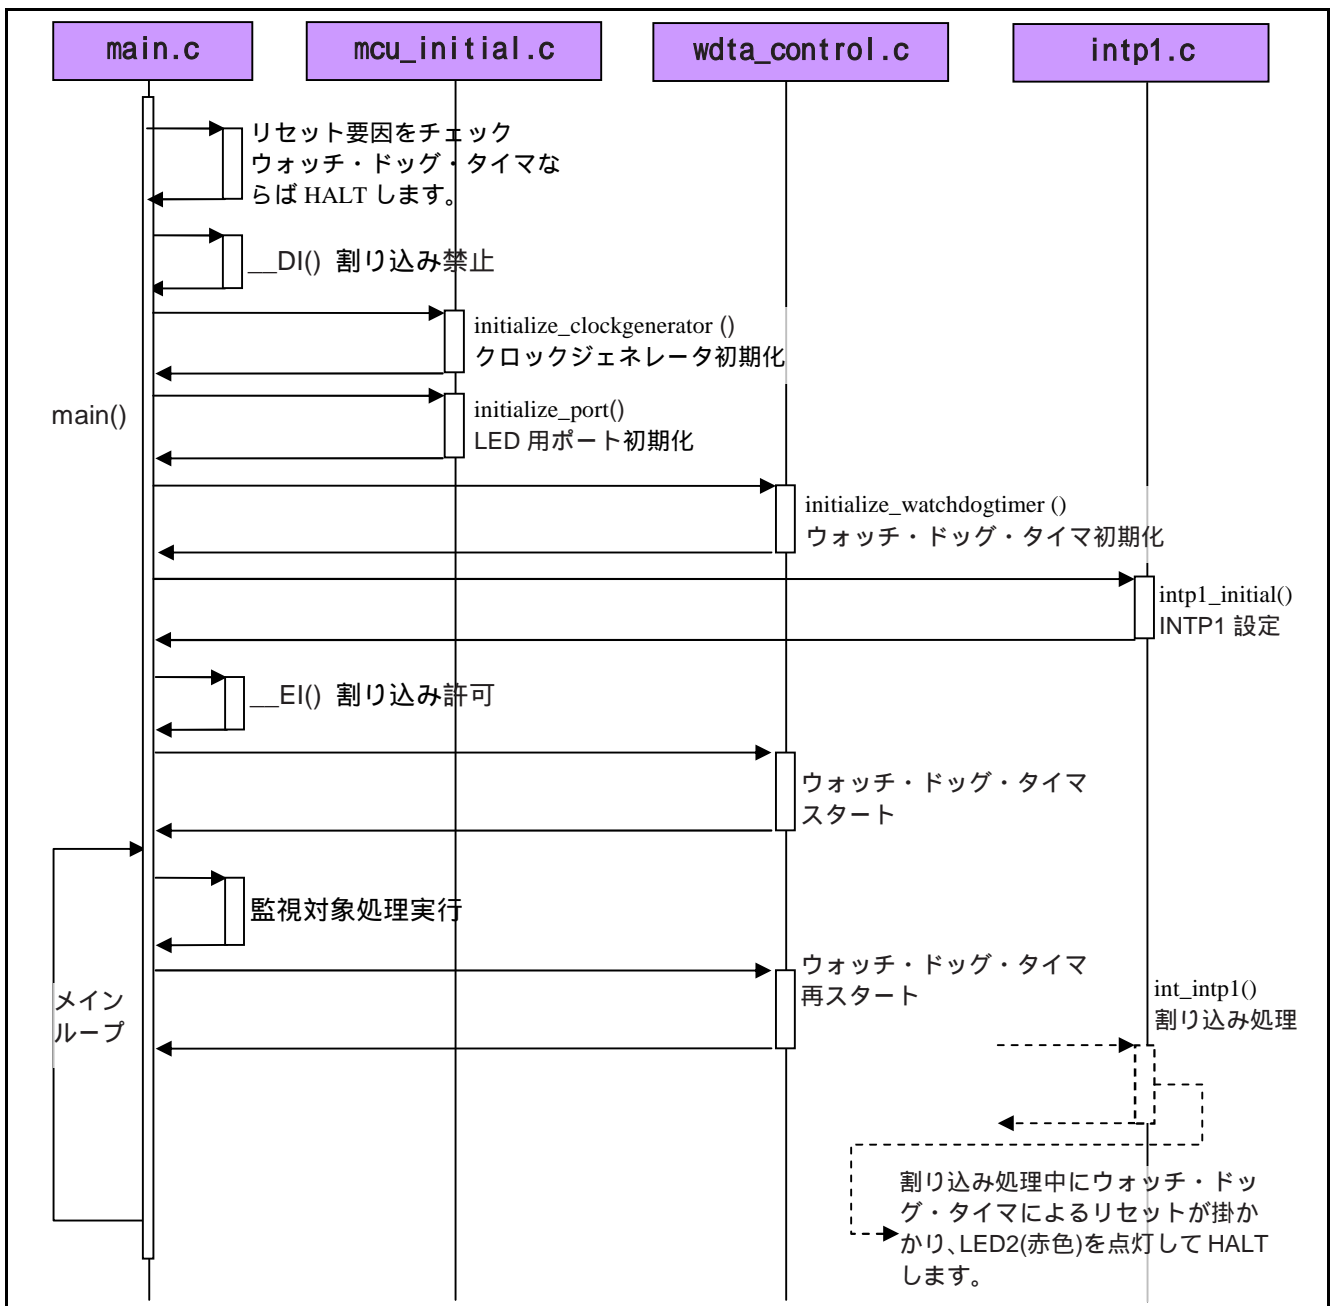 main.c
mcu_initial.c
wdta_control.c
intp1.c
リセット要因をチェック
ウォッチ・ドッグ・タイマな
らば HALT します。
__DI() 割り込み禁止
initialize_clockgenerator ()
クロックジェネレータ初期化
main()
initialize_port()
LED 用ポート初期化
initialize_watchdogtimer ()
ウォッチ・ドッグ・タイマ初期化
intp1_initial()
INTP1 設定
__EI() 割り込み許可
ウォッチ・ドッグ・タイマ
スタート
監視対象処理実行
ウォッチ・ドッグ・タイマ
再スタート
メイン
ループ
int_intp1()
割り込み処理
割り込み処理中にウォッチ・ドッ
グ・タイマによるリセットが掛か
かり、LED2(赤色)を点灯して HALT
します。